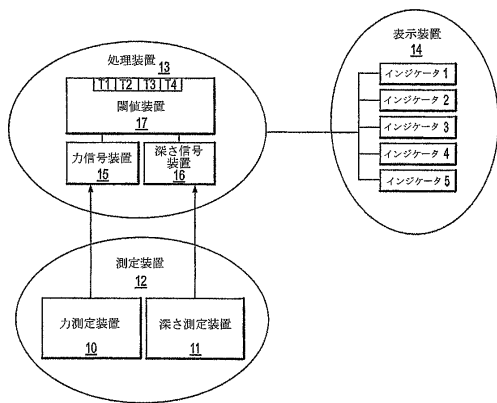 処理装置
13
T1 T2 T3 T4
閾値装置
17
力信号装置
15
深さ信号
装置
16
表示装置
14
インジケータ 1
インジケータ 2
インジケータ 3
インジケータ 4
インジケータ 5
測定装置
12
力測定装置
10
深さ測定装置
11